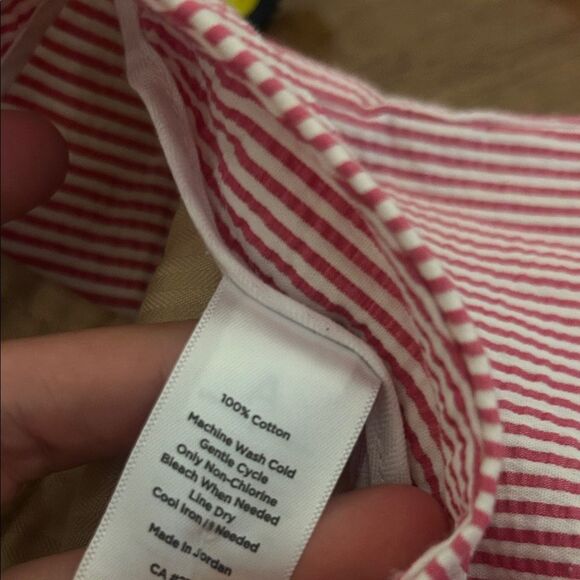 100% Cotton
Machine Wash Cold
Gentle Cycle
Only Non-Chlorine
Bleach When Needed
Line Dry
Cool Iron If Needed
Made in Jordan
CA